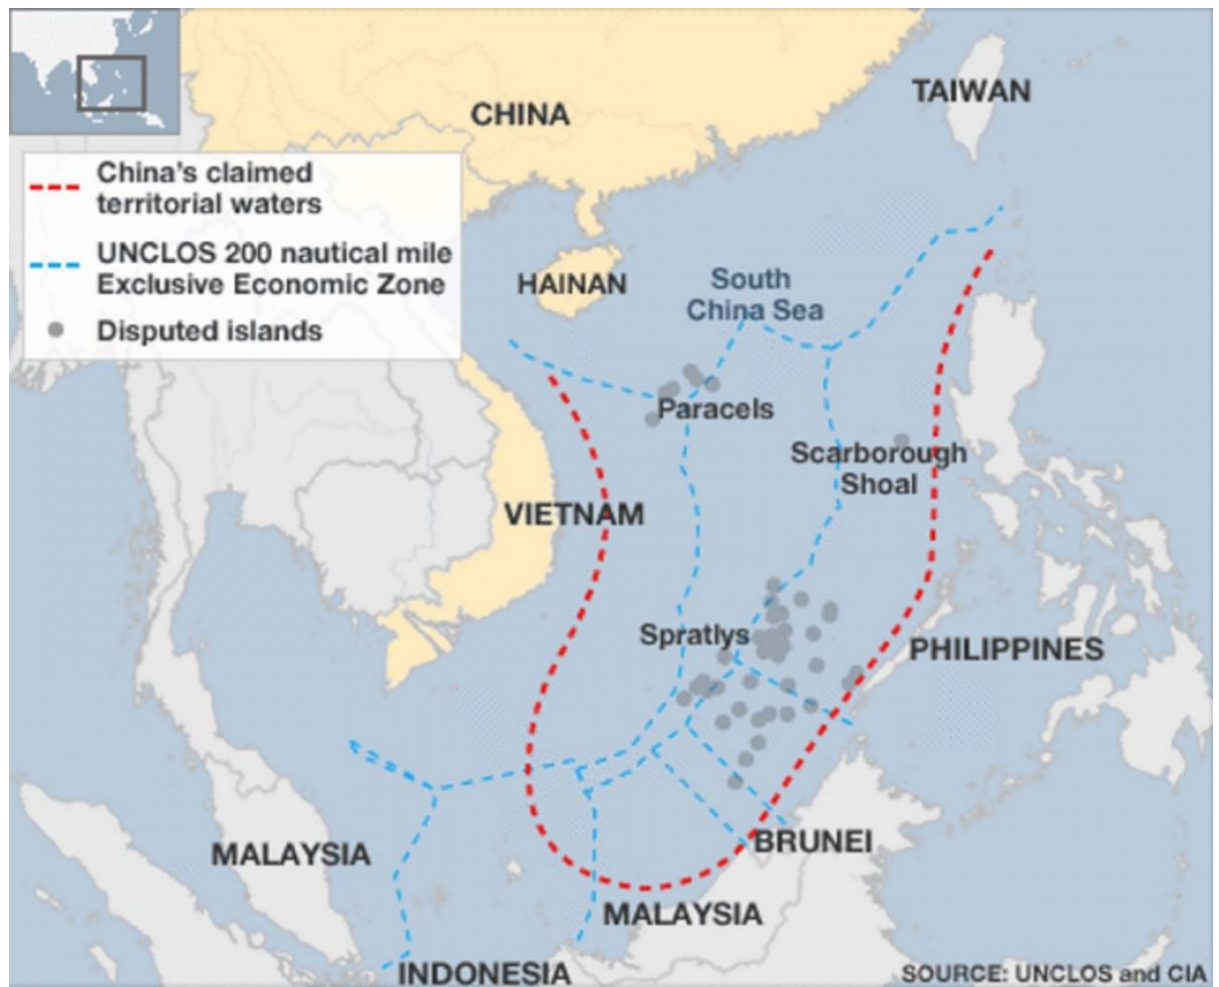 CHINA
TAIWAN
China's claimed
territorial waters
UNCLOS 200 nautical mile
Exclusive Economic Zone
Disputed islands
HAINAN
South
China Sea
Paracels
Scarborough
Shoal
VIETNAM
Spratlys
PHILIPPINES
MALAYSIA
BRUNEI
MALAYSIA
INDONESIA
SOURCE: UNCLOS and CIA